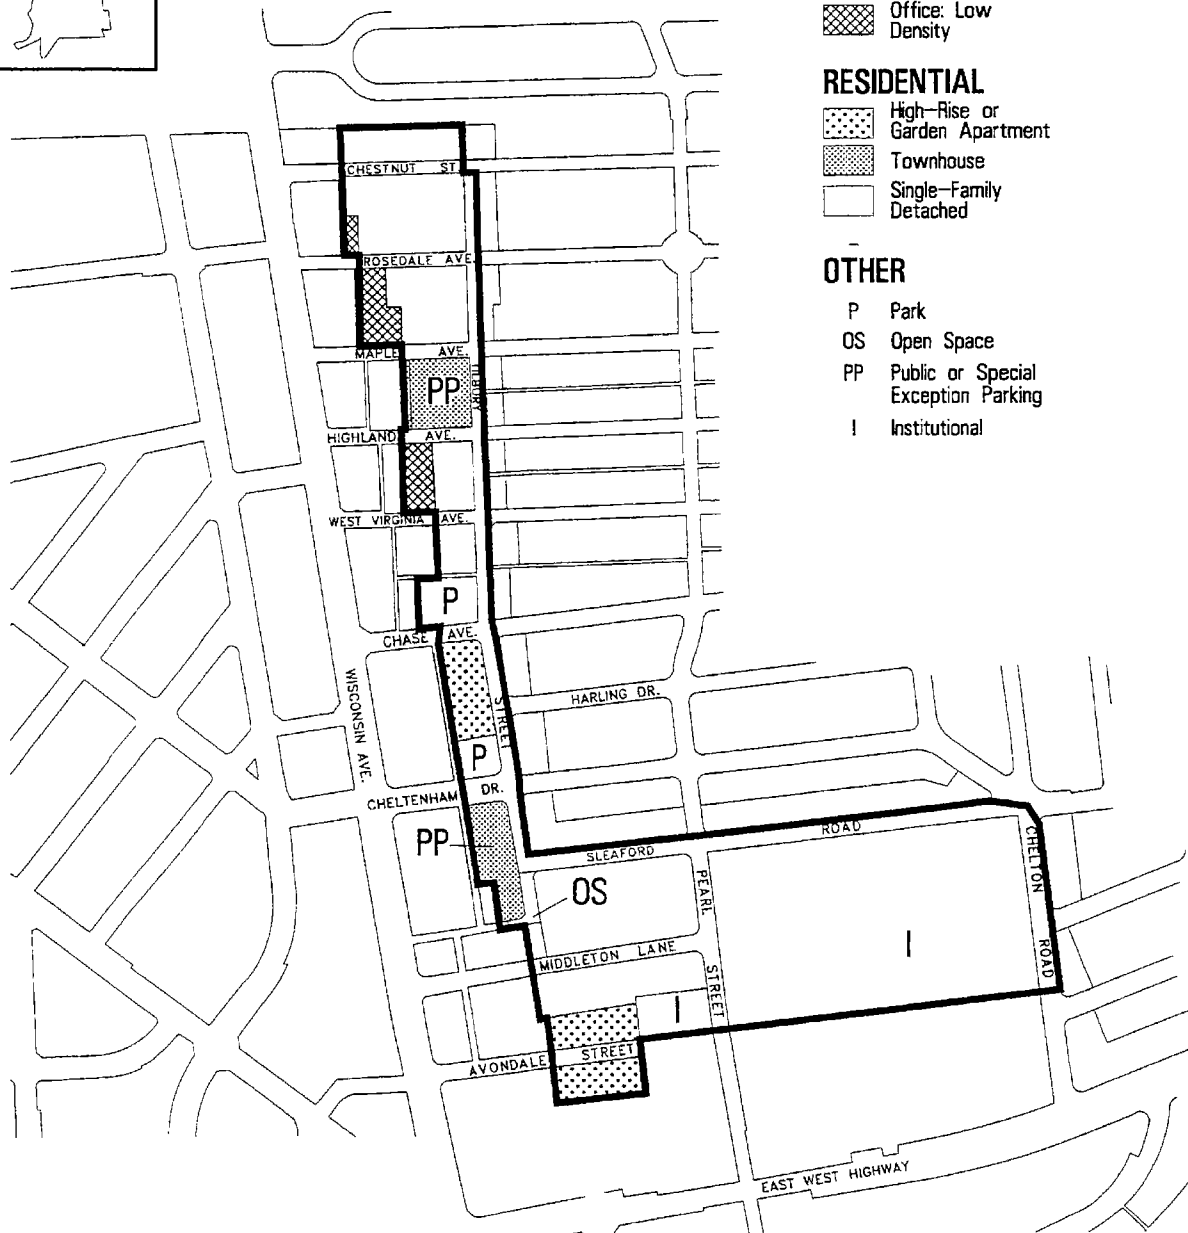 Office: Low
Density
RESIDENTIAL
High-Rise or
Garden Apartment
Townhouse
Single-Family
Detached
OTHER
P Park
OS Open Space
PP Public or Special
Exception Parking
I Institutional
CHESTNUT ST.
ROSEDALE AVE.
MAPLE AVE.
PP
TILBURY
HIGHLAND AVE.
WEST VIRGINIA AVE.
P
CHASE AVE.
WISCONSIN AVE.
STREET
HARLING DR.
P
CHELTENHAM DR.
PP
SLEAFORD ROAD
CHELTON ROAD
OS
PEARL STREET
I
MIDDLETON LANE
I
AVONDALE STREET
EAST WEST HIGHWAY